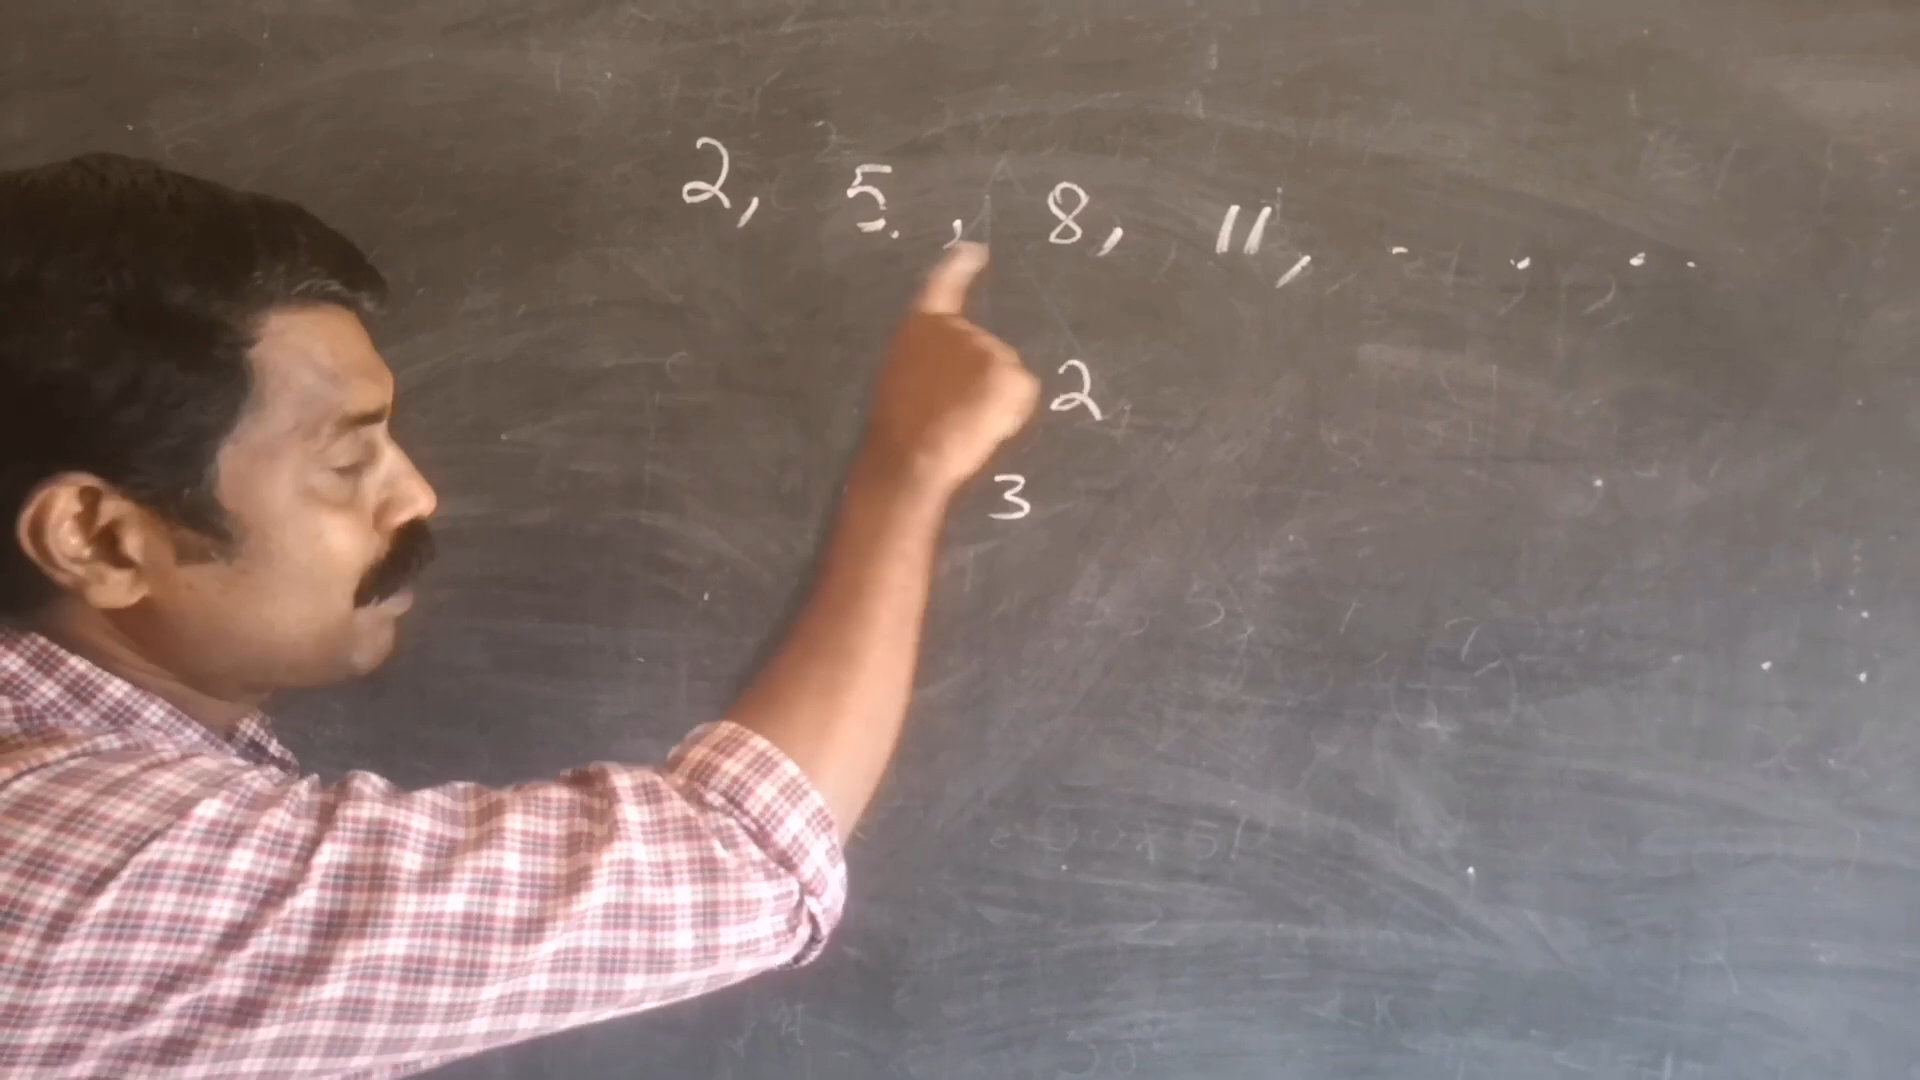 2, 5, 8, 11, . . . .
2
3